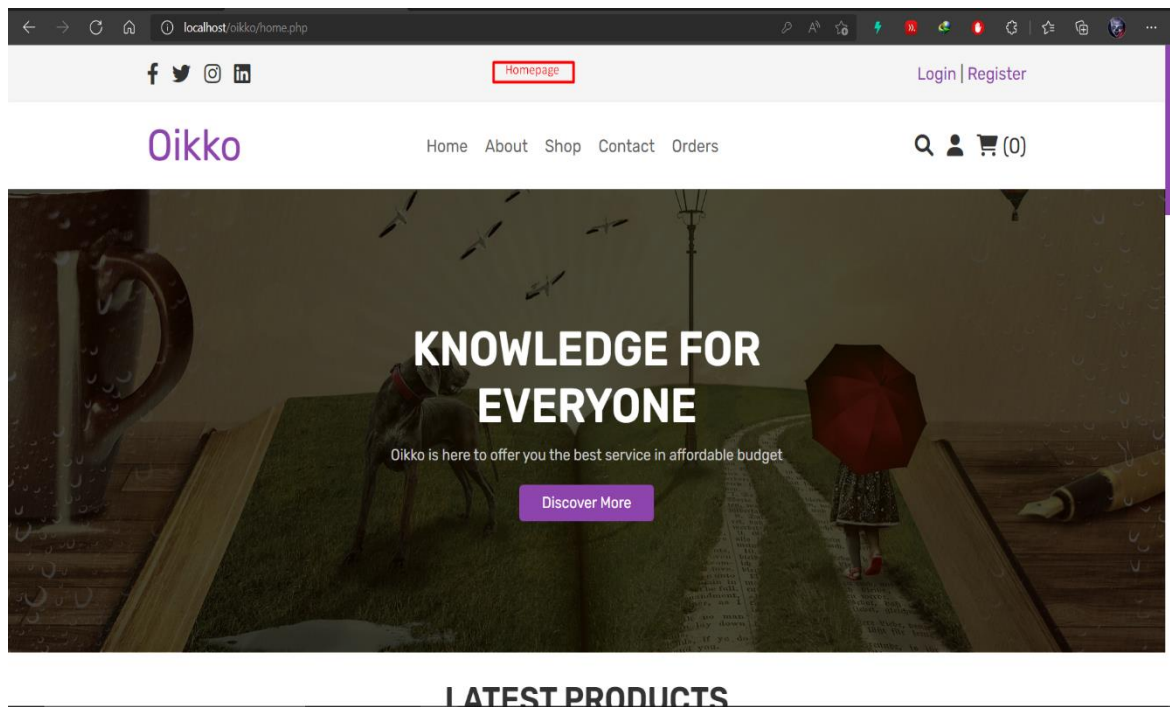 localhost/oikko/home.php
Homepage
Login | Register
Oikko
Home About Shop Contact Orders
(0)
KNOWLEDGE FOR
EVERYONE
Oikko is here to offer you the best service in affordable budget
Discover More
LATEST PRODUCTS